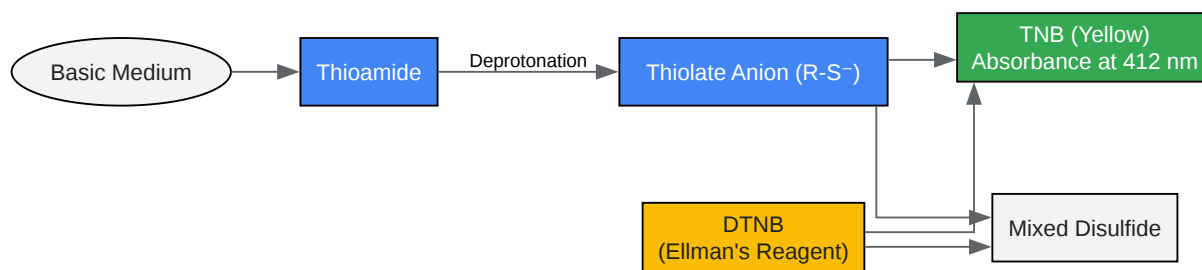 Basic Medium
Thioamide
Deprotonation
Thiolate Anion (R-S⁻)
TNB (Yellow)
Absorbance at 412 nm
DTNB
(Ellman's Reagent)
Mixed Disulfide